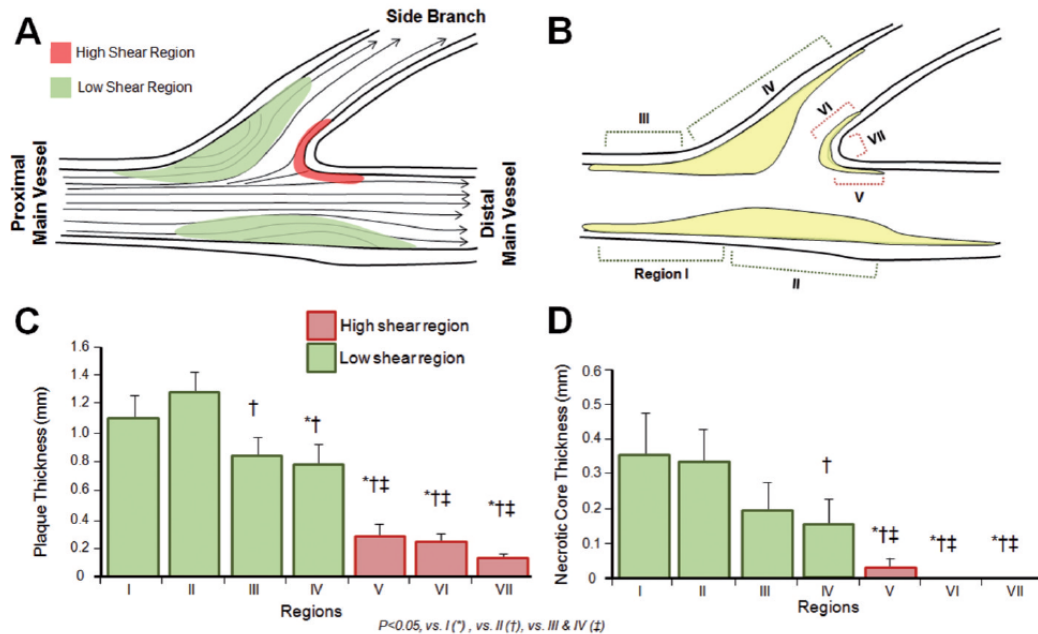 A
Side Branch
High Shear Region
Low Shear Region
Proximal
Main Vessel
Distal
Main Vessel
B
III
IV
VI
VII
V
Region I
II
C
High shear region
Low shear region
Plaque Thickness (mm)
1.6
1.4
1.2
1.0
0.8
0.6
0.4
0.2
0
†
*†
*†‡
*†‡
*†‡
I II III IV V VI VII
Regions
D
Necrotic Core Thickness (mm)
0.6
0.5
0.4
0.3
0.2
0.1
0
†
*†‡
*†‡
*†‡
I II III IV V VI VII
Regions
P<0.05, vs. I (*) , vs. II (†), vs. III & IV (‡)